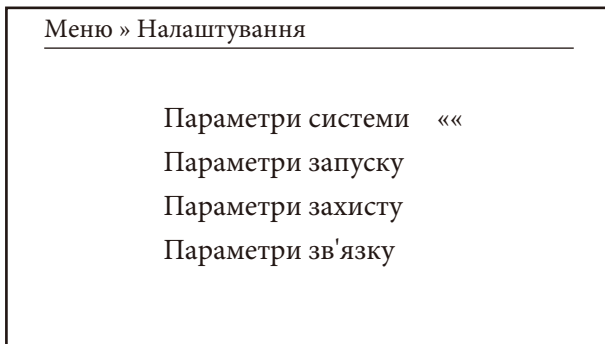 Меню » Налаштування
Параметри системи ««
Параметри запуску
Параметри захисту
Параметри зв'язку